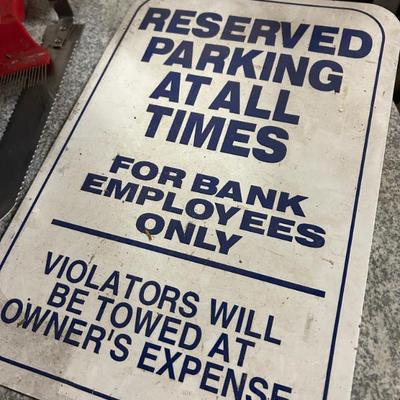 RESERVED
PARKING
AT ALL
TIMES
FOR BANK
EMPLOYEES
ONLY
VIOLATORS WILL
BE TOWED AT
OWNER'S EXPENSE